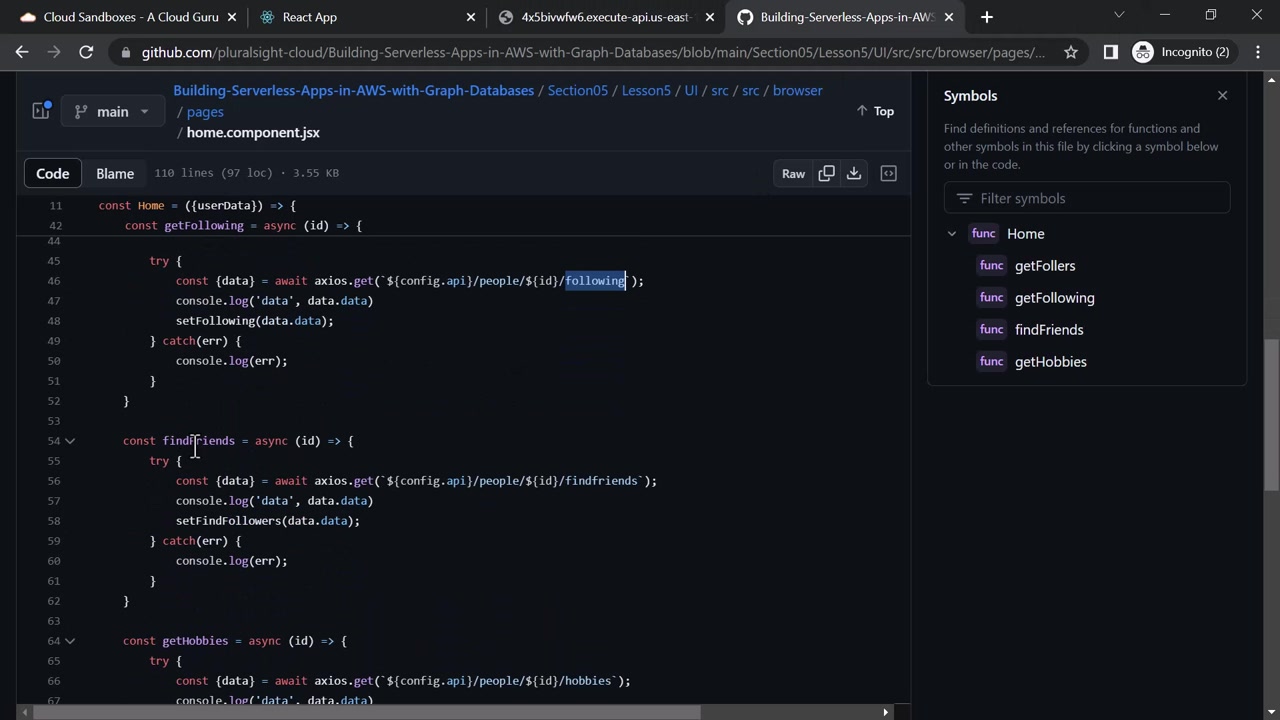 Cloud Sandboxes - A Cloud Guru
React App
4x5bivwfw6.execute-api.us-east-
Building-Serverless-Apps-in-AWS
Incognito (2)
github.com/pluralsight-cloud/Building-Serverless-Apps-in-AWS-with-Graph-Databases/blob/main/Section05/Lesson5/UI/src/src/browser/pages/...
main
Building-Serverless-Apps-in-AWS-with-Graph-Databases / Section05 / Lesson5 / UI / src / src / browser
/ pages
/ home.component.jsx
Top
Code Blame 110 lines (97 loc) · 3.55 KB
Raw
11 const Home = ({userData}) => {
42 const getFollowing = async (id) => {
44
45 try {
46 const {data} = await axios.get(`${config.api}/people/${id}/following`);
47 console.log('data', data.data)
48 setFollowing(data.data);
49 } catch(err) {
50 console.log(err);
51 }
52 }
53
54 const findFriends = async (id) => {
55 try {
56 const {data} = await axios.get(`${config.api}/people/${id}/findfriends`);
57 console.log('data', data.data)
58 setFindFollowers(data.data);
59 } catch(err) {
60 console.log(err);
61 }
62 }
63
64 const getHobbies = async (id) => {
65 try {
66 const {data} = await axios.get(`${config.api}/people/${id}/hobbies`);
67 console.log('data', data.data)
Symbols
Find definitions and references for functions and
other symbols in this file by clicking a symbol below
or in the code.
Filter symbols
func Home
func getFollers
func getFollowing
func findFriends
func getHobbies